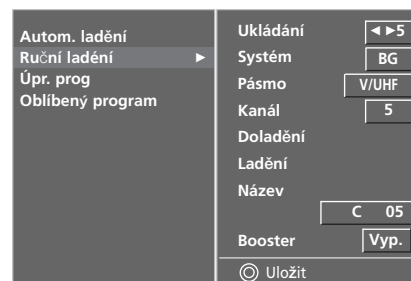 Autom. ladění
Ruční ladéní ►
Úpr. prog
Oblíbený program
Ukládání ◄►5
Systém BG
Pásmo V/UHF
Kanál 5
Doladění
Ladění
Název
C 05
Booster Vyp.
Uložit